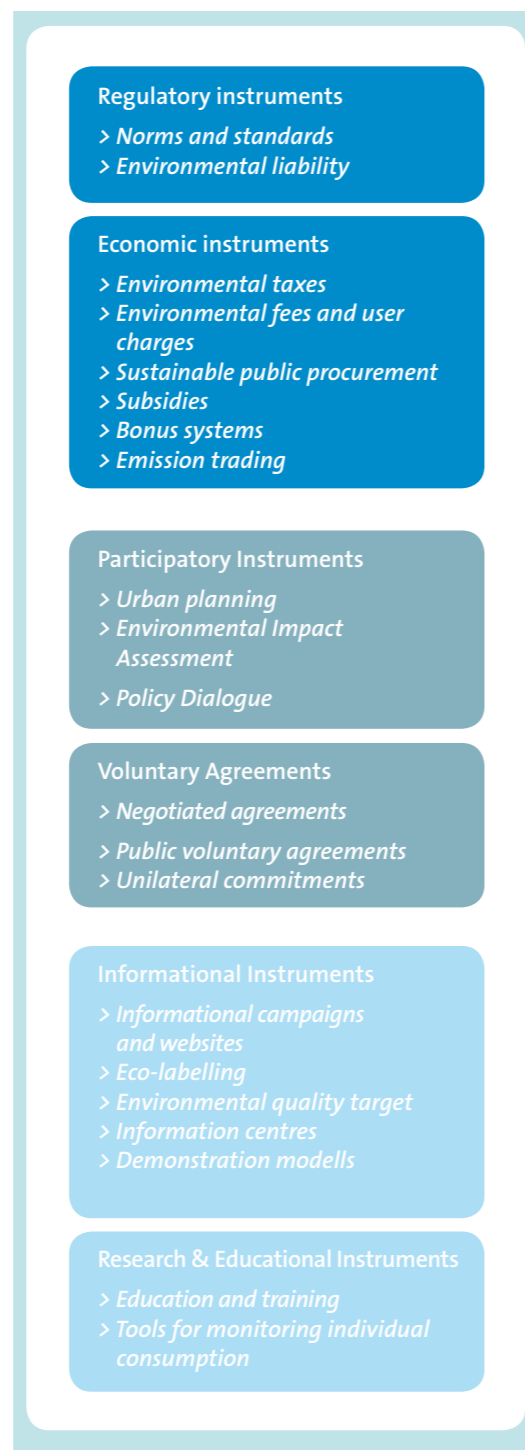 Regulatory instruments
> Norms and standards
> Environmental liability
Economic instruments
> Environmental taxes
> Environmental fees and user
charges
> Sustainable public procurement
> Subsidies
> Bonus systems
> Emission trading
Participatory Instruments
> Urban planning
> Environmental Impact
Assessment
> Policy Dialogue
Voluntary Agreements
> Negotiated agreements
> Public voluntary agreements
> Unilateral commitments
Informational Instruments
> Informational campaigns
and websites
> Eco-labelling
> Environmental quality target
> Information centres
> Demonstration modells
Research & Educational Instruments
> Education and training
> Tools for monitoring individual
consumption